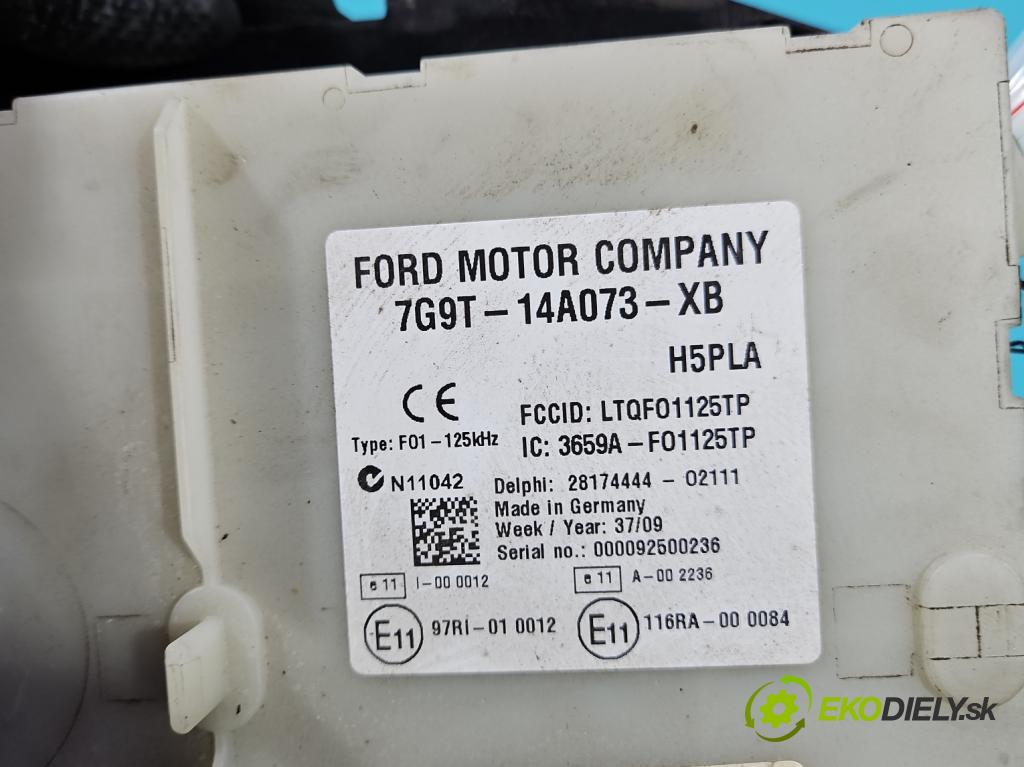 FORD MOTOR COMPANY
7G9T-14A073-XB
H5PLA
CE
FCCID: LTQFO1125TP
Type: F01-125kHz
IC: 3659A-FO1125TP
N11042
Delphi: 28174444-02111
Made in Germany
Week / Year: 37/09
Serial no.: 000092500236
e 11 I-00 0012
e 11 A-00 2236
E11 97RI-01 0012
E11 116RA-00 0084
EKODIELY.sk